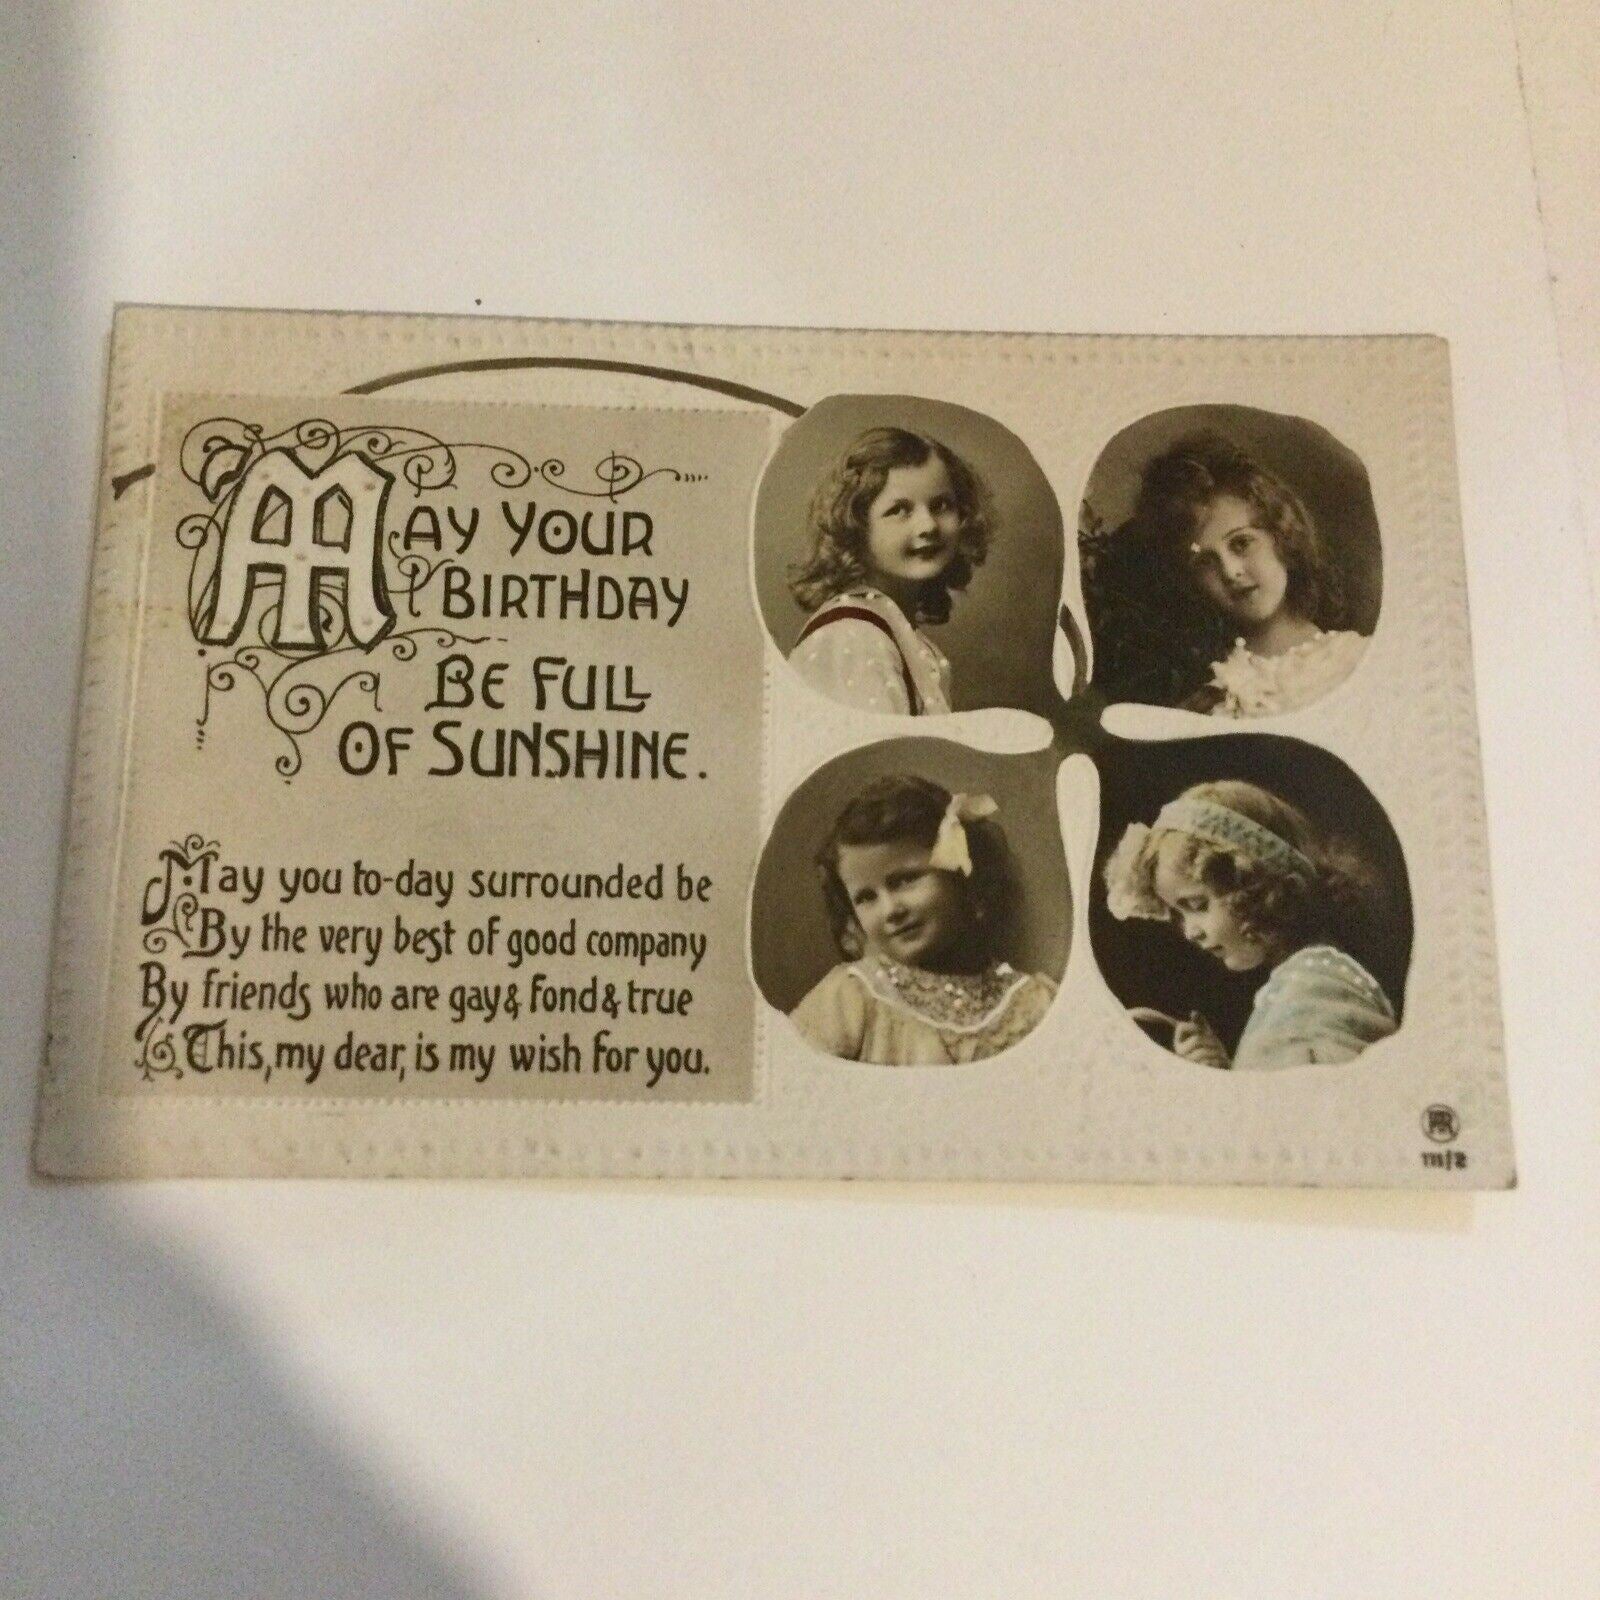 MAY YOUR
BIRTHDAY
BE FULL
OF SUNSHINE.
May you to-day surrounded be
By the very best of good company
By friends who are gay & fond & true
This, my dear, is my wish for you.